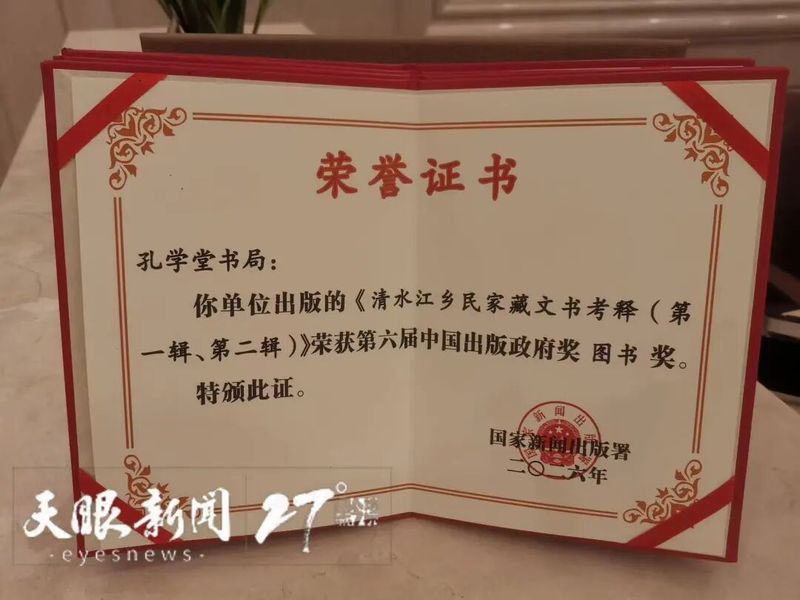 荣誉证书
孔学堂书局：
你单位出版的《清水江乡民家藏文书考释（第
一辑、第二辑）》荣获第六届中国出版政府奖 图书 奖。
特颁此证。
国家新闻出版署
二〇二六年
天眼新闻 27°
·eyesnews·